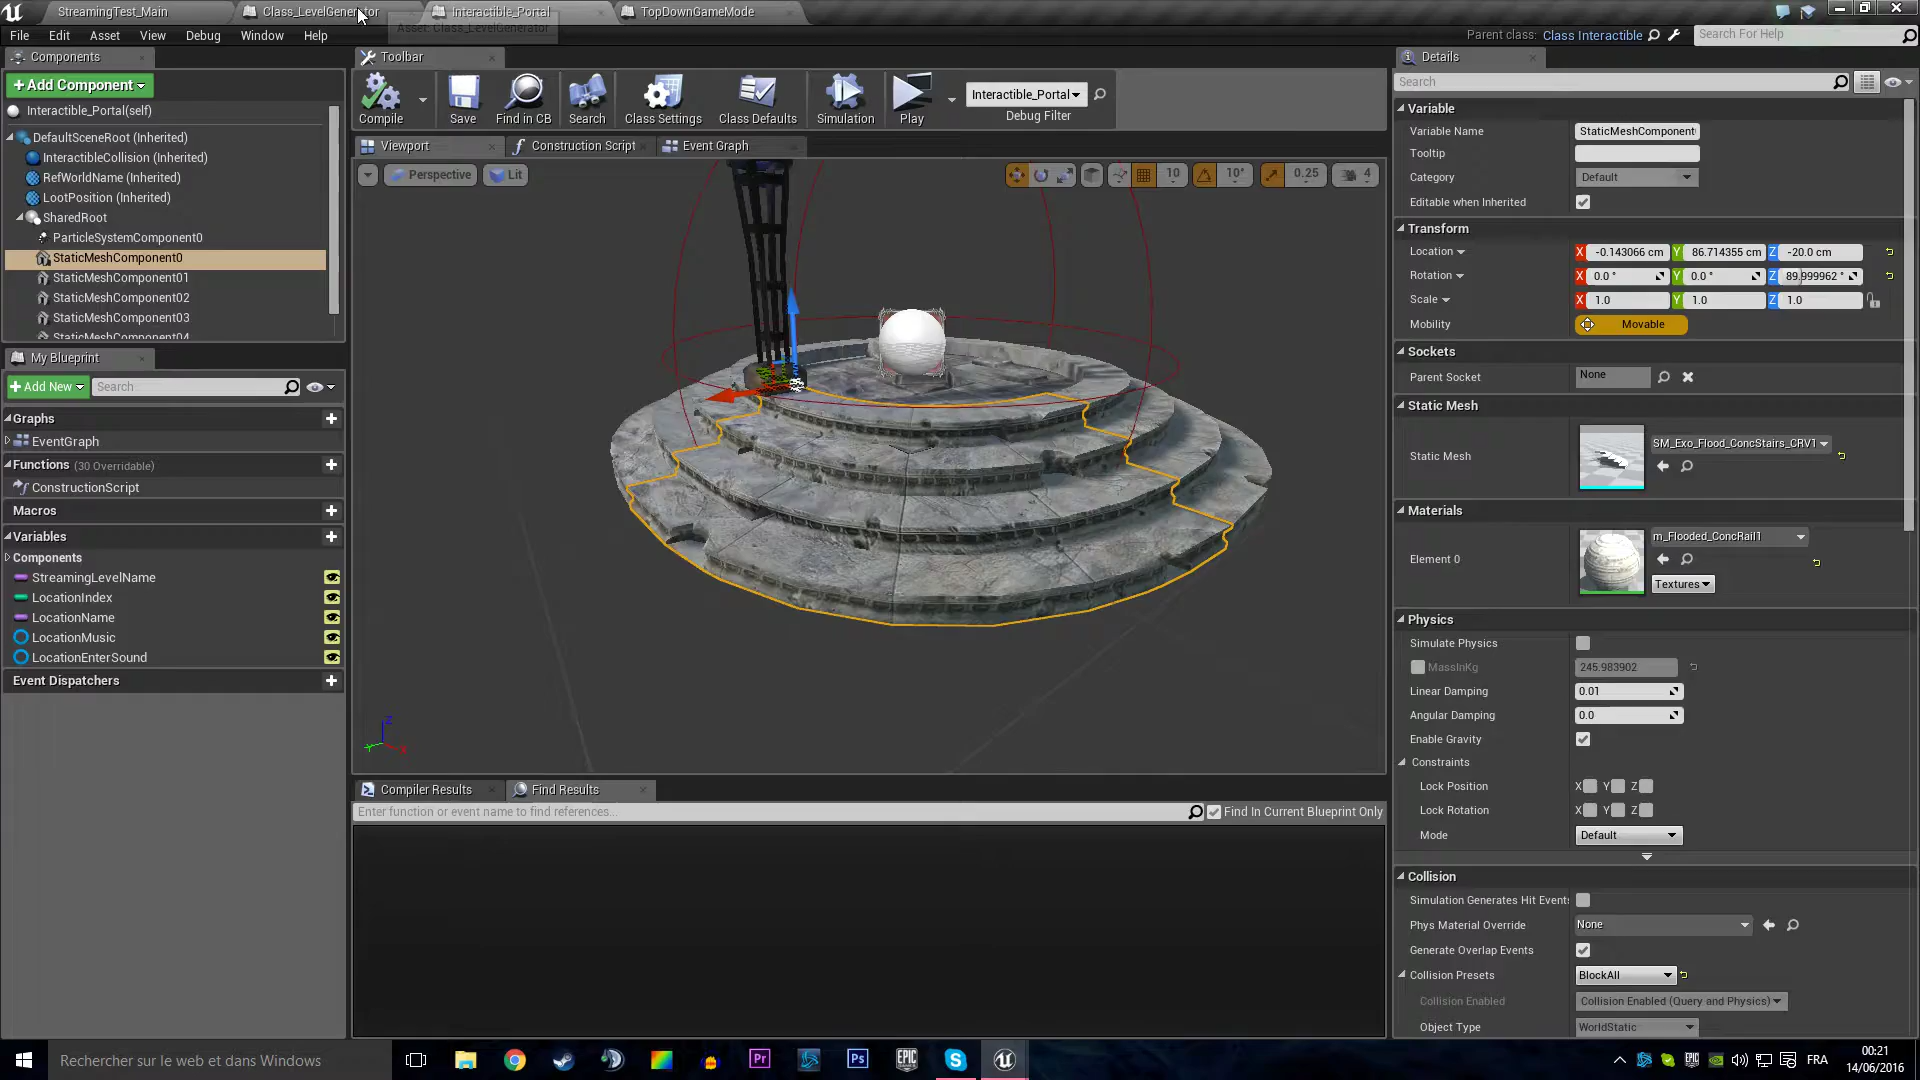 StreamingTest_Main
Class_LevelGenerator
Interactible_Portal
TopDownGameMode
Asset: Class_LevelGenerator
File
Edit
Asset
View
Debug
Window
Help
Parent class: Class Interactible
Search For Help
Components
Toolbar
Details
+ Add Component
Interactible_Portal(self)
DefaultSceneRoot (Inherited)
InteractibleCollision (Inherited)
RefWorldName (Inherited)
LootPosition (Inherited)
SharedRoot
ParticleSystemComponent0
StaticMeshComponent0
StaticMeshComponent01
StaticMeshComponent02
StaticMeshComponent03
StaticMeshComponent04
My Blueprint
+ Add New
Search
Graphs
EventGraph
Functions (30 Overridable)
ConstructionScript
Macros
Variables
Components
StreamingLevelName
LocationIndex
LocationName
LocationMusic
LocationEnterSound
Event Dispatchers
Compile
Save
Find in CB
Search
Class Settings
Class Defaults
Simulation
Play
Interactible_Portal
Debug Filter
Viewport
Construction Script
Event Graph
Perspective
Lit
10
10°
0.25
4
Z
Compiler Results
Find Results
Enter function or event name to find references...
Find In Current Blueprint Only
Search
Variable
Variable Name
StaticMeshComponent
Tooltip
Category
Default
Editable when Inherited
Transform
Location
X -0.143066 cm Y 86.714355 cm Z -20.0 cm
Rotation
X 0.0 ° Y 0.0 ° Z 89.999962 °
Scale
X 1.0 Y 1.0 Z 1.0
Mobility
Movable
Sockets
Parent Socket
None
Static Mesh
Static Mesh
SM_Exo_Flood_ConcStairs_CRV1
Materials
Element 0
m_Flooded_ConcRail1
Textures
Physics
Simulate Physics
MassInKg
245.983902
Linear Damping
0.01
Angular Damping
0.0
Enable Gravity
Constraints
Lock Position
X Y Z
Lock Rotation
X Y Z
Mode
Default
Collision
Simulation Generates Hit Events
Phys Material Override
None
Generate Overlap Events
Collision Presets
BlockAll
Collision Enabled
Collision Enabled (Query and Physics)
Object Type
WorldStatic
Rechercher sur le web et dans Windows
Pr
Ps
EPIC
GAMES
FRA
00:21
14/06/2016